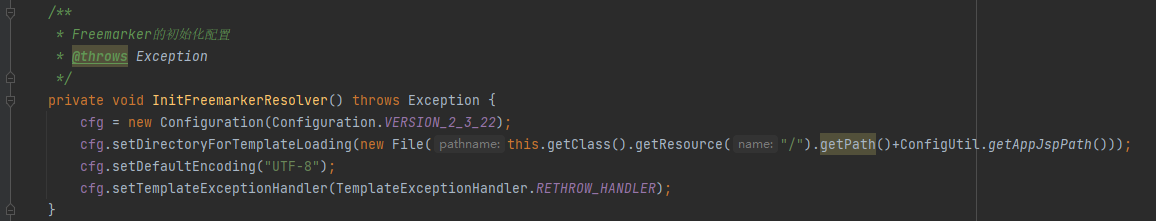 /**
 * Freemarker的初始化配置
 * @throws Exception
 */
private void InitFreemarkerResolver() throws Exception {
    cfg = new Configuration(Configuration.VERSION_2_3_22);
    cfg.setDirectoryForTemplateLoading(new File( pathname: this.getClass().getResource( name: "/").getPath()+ConfigUtil.getAppJspPath()));
    cfg.setDefaultEncoding("UTF-8");
    cfg.setTemplateExceptionHandler(TemplateExceptionHandler.RETHROW_HANDLER);
}